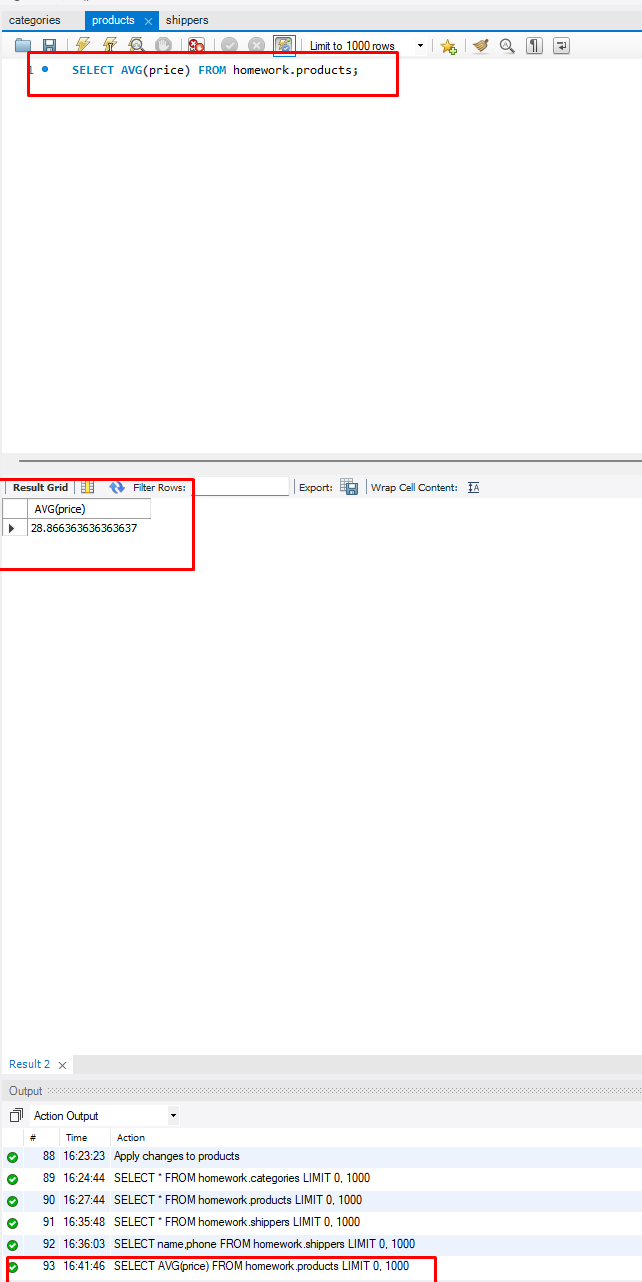 categories products shippers
Limit to 1000 rows
1 SELECT AVG(price) FROM homework.products;
Result Grid Filter Rows: Export: Wrap Cell Content:
AVG(price)
28.866363636363637
Result 2
Output
Action Output
# Time Action
88 16:23:23 Apply changes to products
89 16:24:44 SELECT * FROM homework.categories LIMIT 0, 1000
90 16:27:44 SELECT * FROM homework.products LIMIT 0, 1000
91 16:35:48 SELECT * FROM homework.shippers LIMIT 0, 1000
92 16:36:03 SELECT name,phone FROM homework.shippers LIMIT 0, 1000
93 16:41:46 SELECT AVG(price) FROM homework.products LIMIT 0, 1000